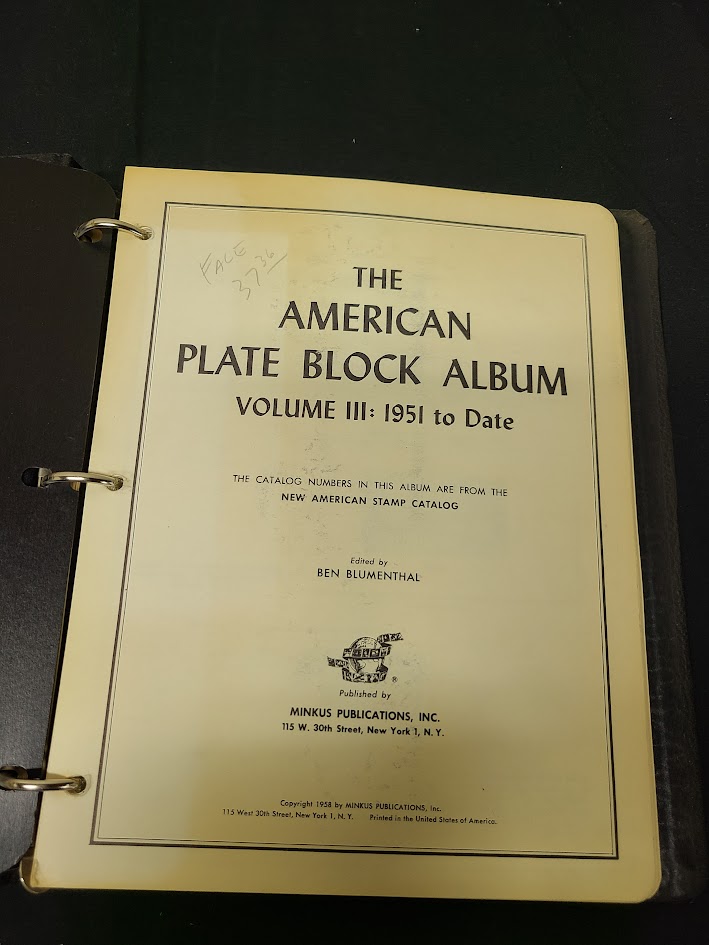 FACE
37 36
THE
AMERICAN
PLATE BLOCK ALBUM
VOLUME III: 1951 to Date
THE CATALOG NUMBERS IN THIS ALBUM ARE FROM THE
NEW AMERICAN STAMP CATALOG
Edited by
BEN BLUMENTHAL
®
Published by
MINKUS PUBLICATIONS, INC.
115 W. 30th Street, New York 1, N. Y.
Copyright 1958 by MINKUS PUBLICATIONS, Inc.
115 West 30th Street, New York 1, N. Y. Printed in the United States of America.